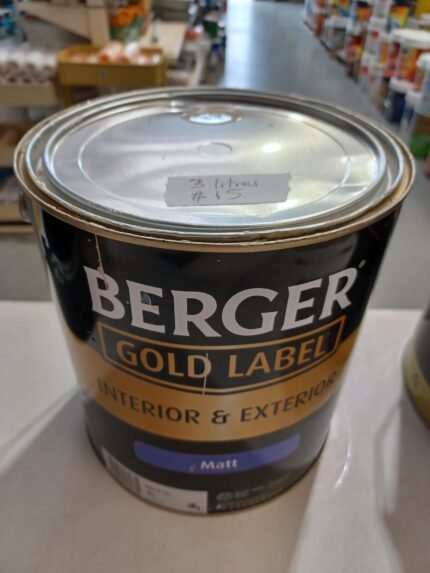 3 litres
$15
BERGER
GOLD LABEL
INTERIOR & EXTERIOR
Matt